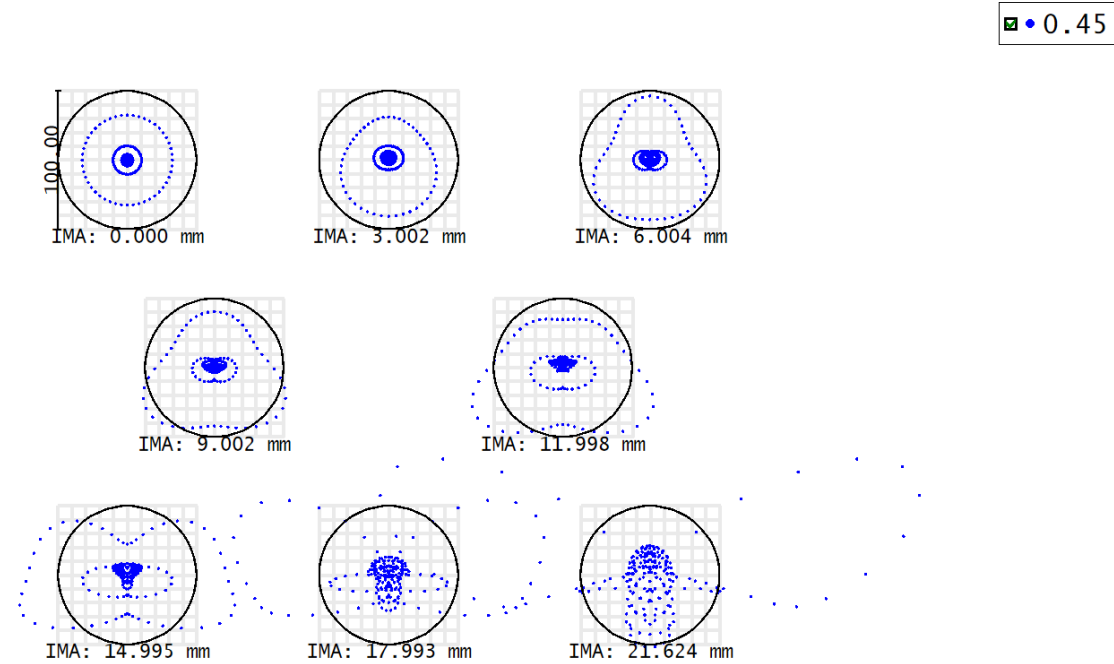 0.45
100 00
IMA: 0.000 mm
IMA: 3.002 mm
IMA: 6.004 mm
IMA: 9.002 mm
IMA: 11.998 mm
IMA: 14.995 mm
IMA: 17.993 mm
IMA: 21.624 mm